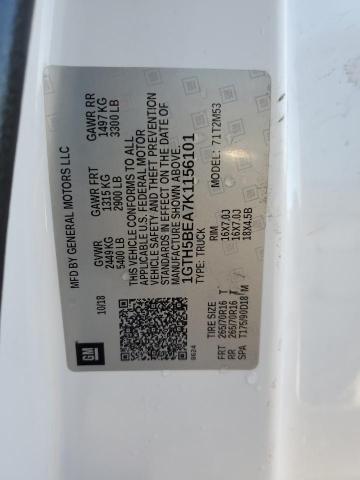 MFD BY GENERAL MOTORS LLC
10/18
GVWR
2449 KG
5400 LB
GAWR FRT
1315 KG
2900 LB
GAWR RR
1497 KG
3300 LB
THIS VEHICLE CONFORMS TO ALL
APPLICABLE U.S. FEDERAL MOTOR
VEHICLE SAFETY AND THEFT PREVENTION
STANDARDS IN EFFECT ON THE DATE OF
MANUFACTURE SHOWN ABOVE.
1GTH5BEA7K1156101
TYPE: TRUCK
MODEL: 71T2M53
GM
8624
TIRE SIZE RIM
FRT 265/70R16 T 16X7.0J
RR 265/70R16 T 16X7.0J
SPA T175/90D18 M 18X4.5B